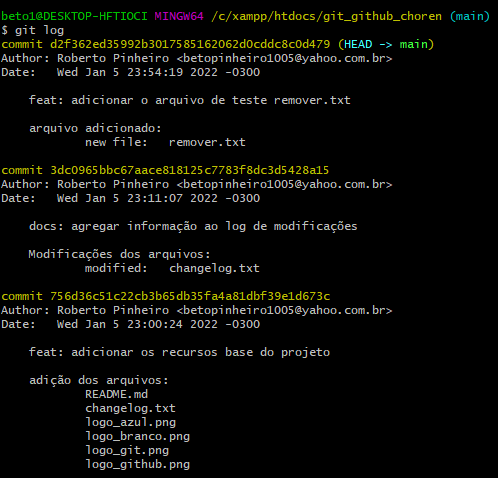 beto1@DESKTOP-HFTIOCI MINGW64 /c/xampp/htdocs/git_github_choren (main)
$ git log
commit d2f362ed35992b3017585162062d0cddc8c0d479 (HEAD -> main)
Author: Roberto Pinheiro <betopinheiro1005@yahoo.com.br>
Date:   Wed Jan 5 23:54:19 2022 -0300
feat: adicionar o arquivo de teste remover.txt
arquivo adicionado:
new file:   remover.txt
commit 3dc0965bbc67aace818125c7783f8dc3d5428a15
Author: Roberto Pinheiro <betopinheiro1005@yahoo.com.br>
Date:   Wed Jan 5 23:11:07 2022 -0300
docs: agregar informação ao log de modificações
Modificações dos arquivos:
modified:   changelog.txt
commit 756d36c51c22cb3b65db35fa4a81dbf39e1d673c
Author: Roberto Pinheiro <betopinheiro1005@yahoo.com.br>
Date:   Wed Jan 5 23:00:24 2022 -0300
feat: adicionar os recursos base do projeto
adição dos arquivos:
README.md
changelog.txt
logo_azul.png
logo_branco.png
logo_git.png
logo_github.png